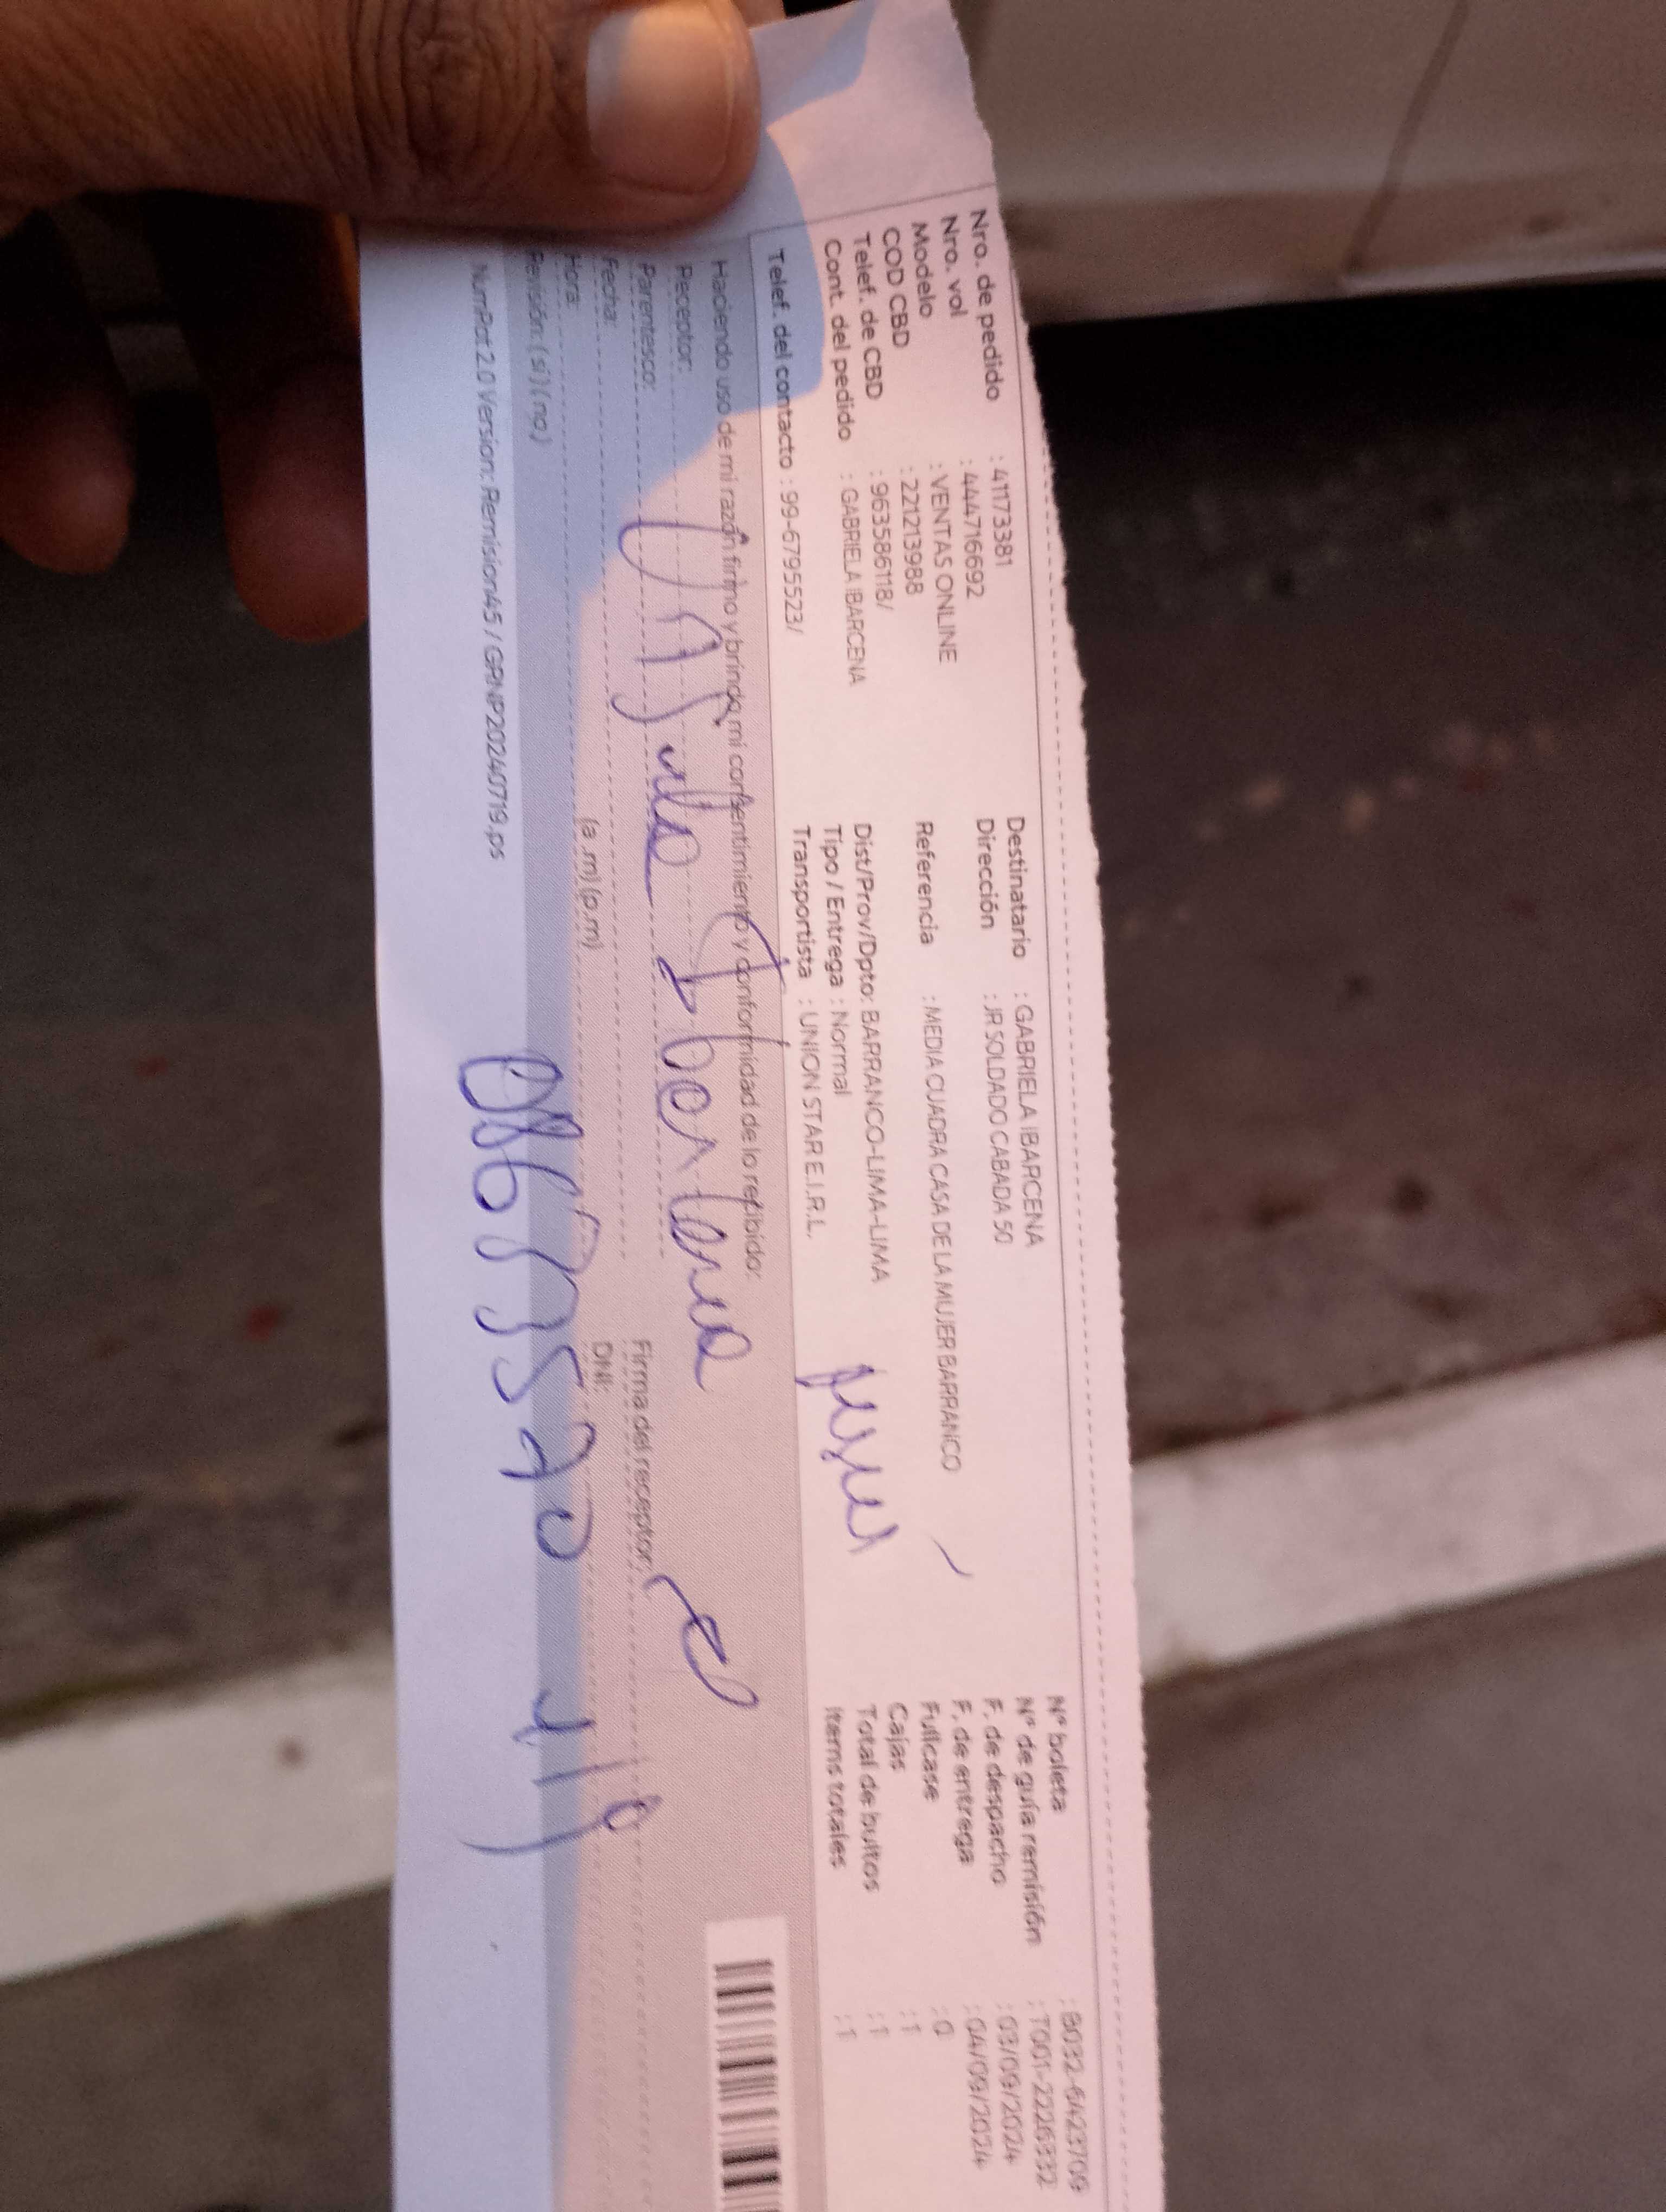 Nro. de pedido : 41173381
Nro. vol : 444716692
Modelo : VENTAS ONLINE
COD CBD : 221213988
Telef. de CBD : 963586118/
Cont. del pedido : GABRIELA IBARCENA
Telef. del contacto : 99-6795523/
Destinatario : GABRIELA IBARCENA
Dirección : JR SOLDADO CABADA 50
Referencia : MEDIA CUADRA CASA DE LA MUJER BARRANCO
Dist/Prov/Dpto: BARRANCO-LIMA-LIMA
Tipo / Entrega : Normal
Transportista : UNION STAR E.I.R.L.
N° boleta : B032-6423709
N° de guía remisión : T001-2226332
F. de despacho : 03/09/2024
F. de entrega : 04/09/2024
Fullcase : 0
Cajas : 1
Total de bultos : 1
Items totales : 1
Haciendo uso de mi razón firmo y brindo mi consentimiento y conformidad de lo recibido:
Receptor:
Parentesco:
Fecha:
Hora: (a .m) (p.m)
Revisión: ( si ) ( no )
Firma del receptor:
DNI:
NumPat 2.0 Version: Remision45 / GRNP20240719.ps